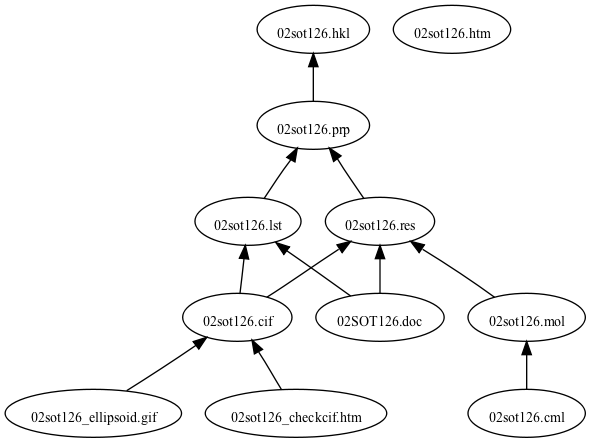 02sot126.hkl
02sot126.htm
02sot126.prp
02sot126.lst
02sot126.res
02sot126.cif
02SOT126.doc
02sot126.mol
02sot126_ellipsoid.gif
02sot126_checkcif.htm
02sot126.cml